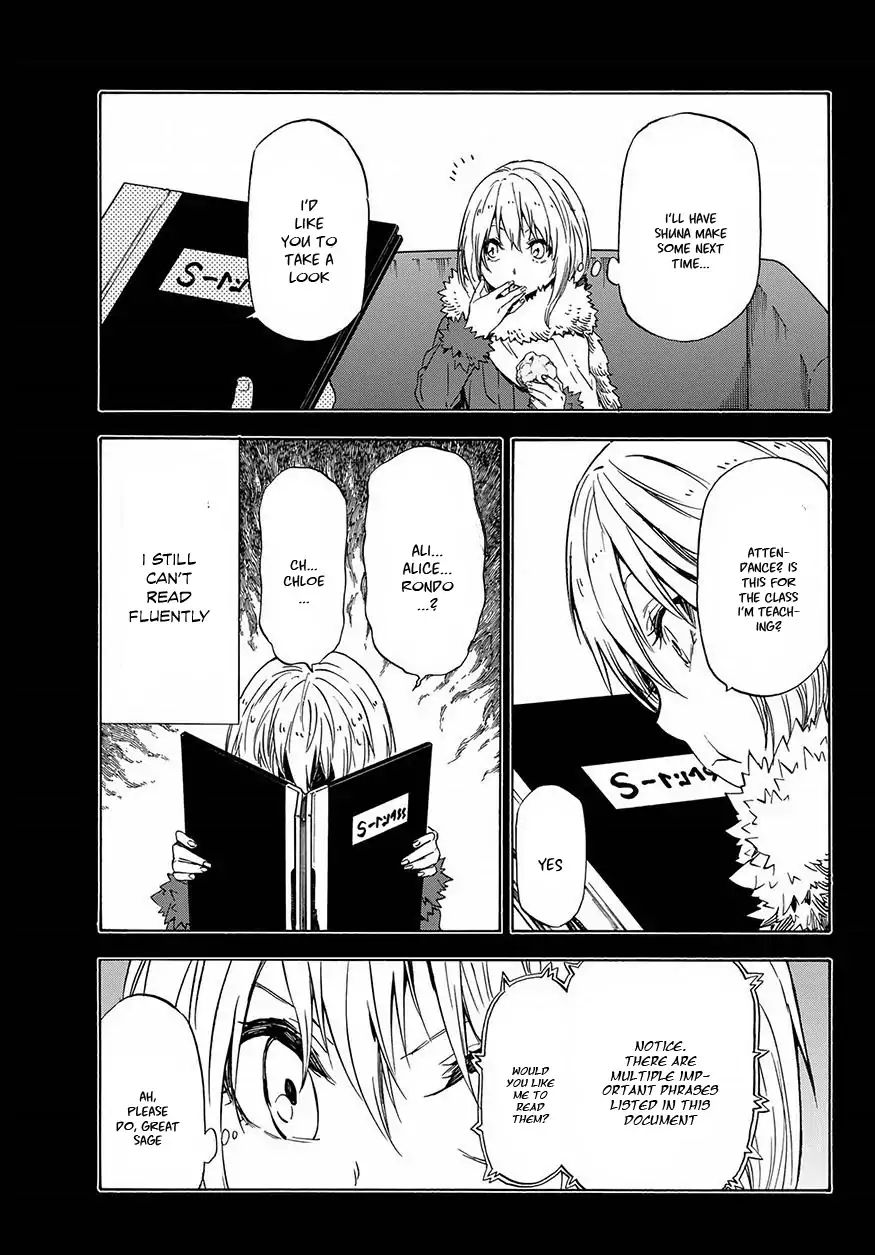 I'LL HAVE
SHUNA MAKE
SOME NEXT
TIME...
I'D
LIKE
YOU TO
TAKE A
LOOK
ATTEN-
DANCE? IS
THIS FOR
THE CLASS
I'M TEACH-
ING?
YES
ALI...
ALICE...
RONDO
...?
CH...
CHLOE
...
I STILL
CAN'T
READ
FLUENTLY
NOTICE.
THERE ARE
MULTIPLE IMP-
ORTANT PHRASES
LISTED IN THIS
DOCUMENT
WOULD
YOU LIKE
ME TO
READ
THEM?
AH,
PLEASE
DO, GREAT
SAGE